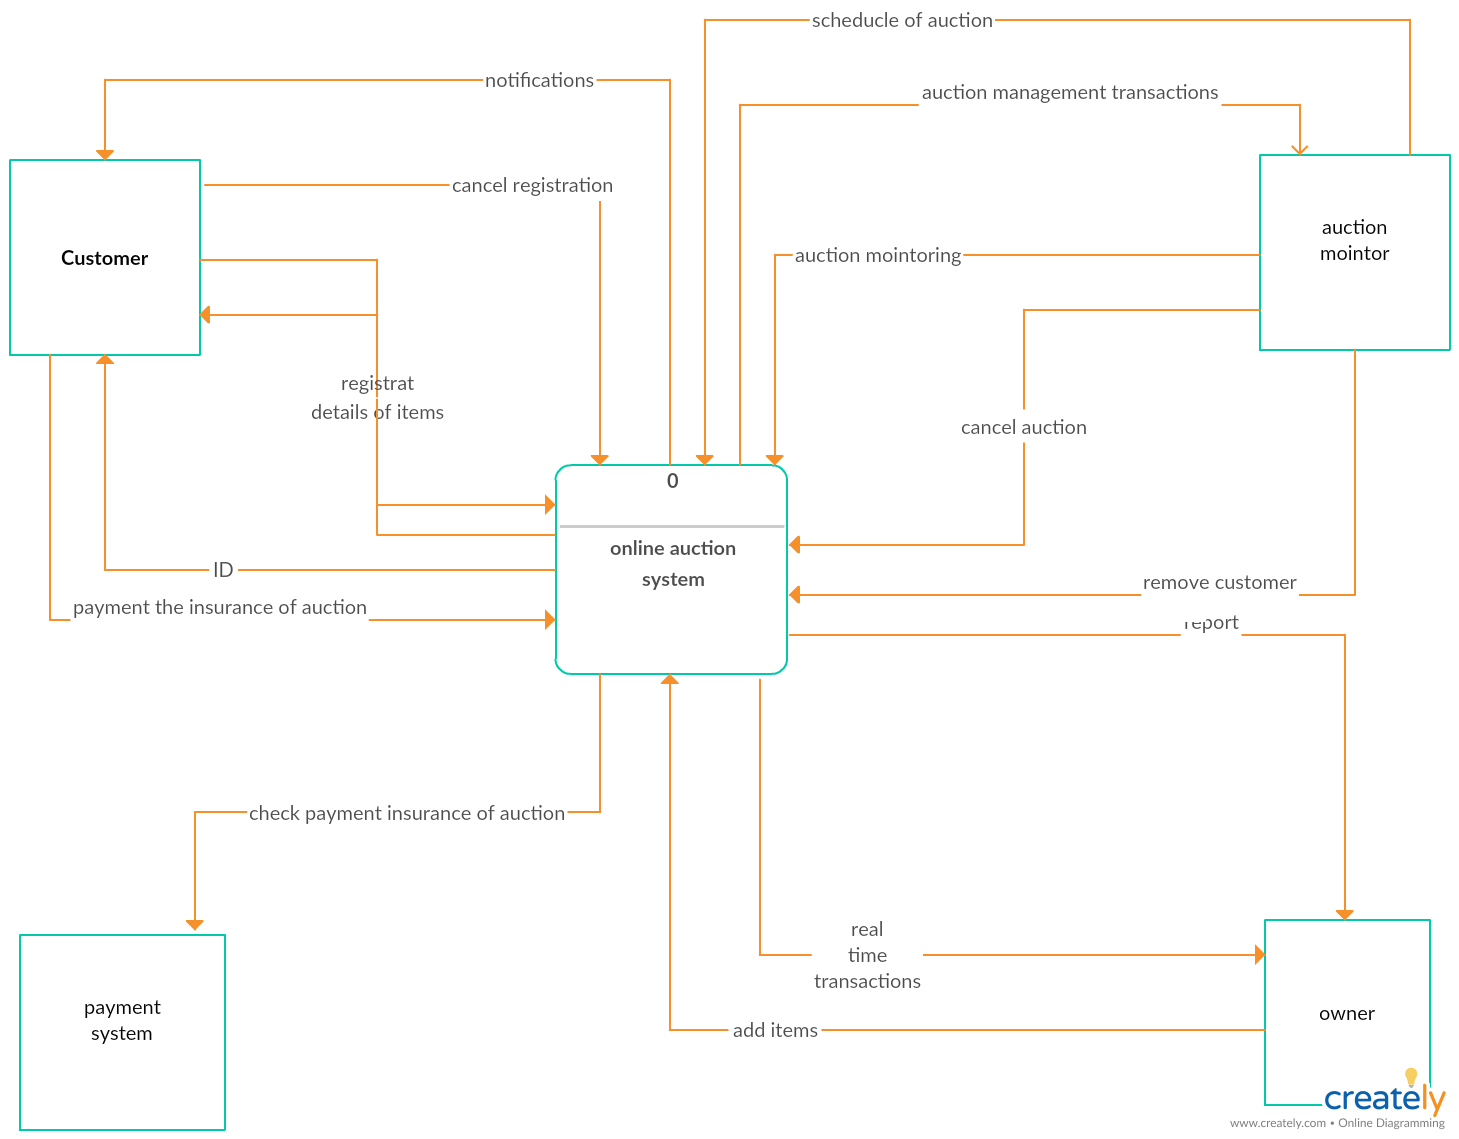 scheducle of auction
notifications
auction management transactions
cancel registration
Customer
auction
mointor
auction mointoring
registrat
details of items
cancel auction
0
online auction
system
ID
payment the insurance of auction
remove customer
report
check payment insurance of auction
real
time
transactions
add items
payment
system
owner
creately
www.creately.com • Online Diagramming